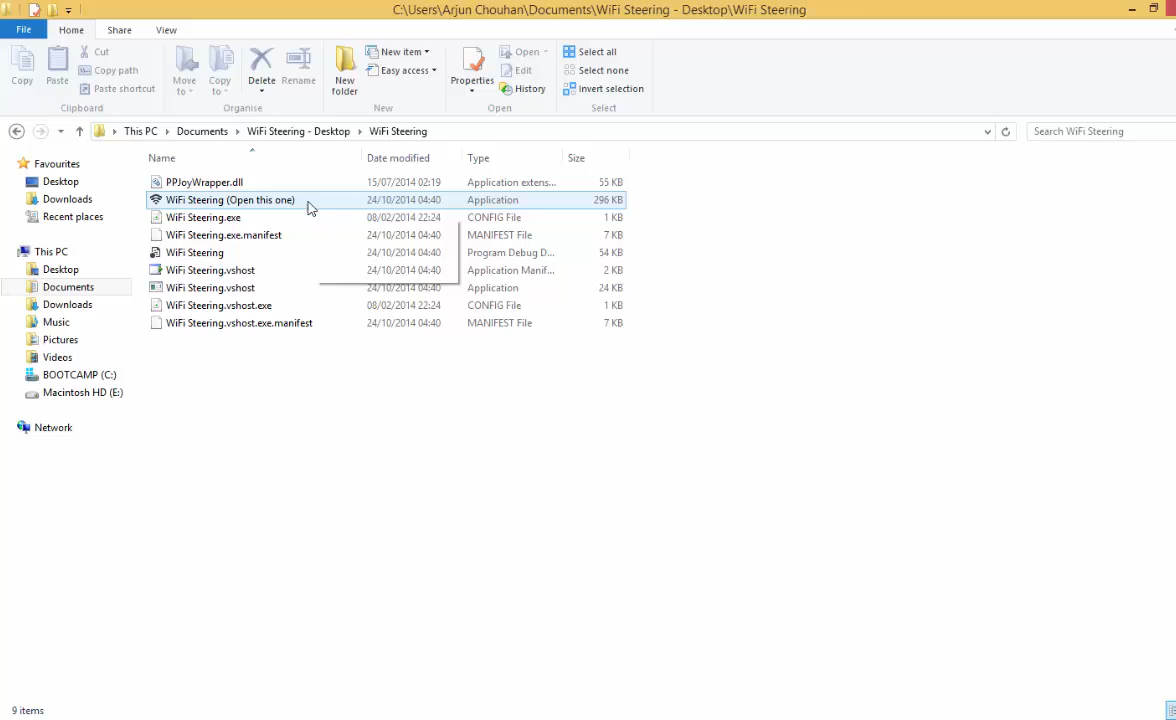 C:\Users\Arjun Chouhan\Documents\WiFi Steering - Desktop\WiFi Steering
File Home Share View
Copy
Paste
Cut
Copy path
Paste shortcut
Clipboard
Move to
Copy to
Delete
Rename
Organise
New folder
New item
Easy access
New
Properties
Open
Edit
History
Open
Select all
Select none
Invert selection
Select
This PC Documents WiFi Steering - Desktop WiFi Steering
Search WiFi Steering
Favourites
Desktop
Downloads
Recent places
This PC
Desktop
Documents
Downloads
Music
Pictures
Videos
BOOTCAMP (C:)
Macintosh HD (E:)
Network
Name Date modified Type Size
PPJoyWrapper.dll 15/07/2014 02:19 Application extens... 55 KB
WiFi Steering (Open this one) 24/10/2014 04:40 Application 296 KB
WiFi Steering.exe 08/02/2014 22:24 CONFIG File 1 KB
WiFi Steering.exe.manifest 24/10/2014 04:40 MANIFEST File 7 KB
WiFi Steering 24/10/2014 04:40 Program Debug D... 54 KB
WiFi Steering.vshost 24/10/2014 04:40 Application Manif... 2 KB
WiFi Steering.vshost 24/10/2014 04:40 Application 24 KB
WiFi Steering.vshost.exe 08/02/2014 22:24 CONFIG File 1 KB
WiFi Steering.vshost.exe.manifest 24/10/2014 04:40 MANIFEST File 7 KB
9 items